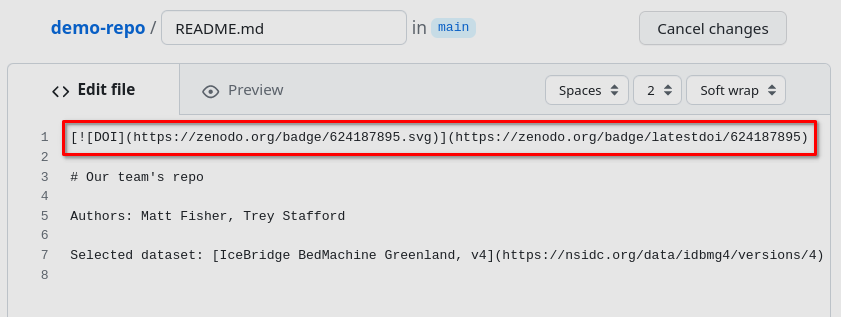 demo-repo / README.md in main Cancel changes
<> Edit file Preview Spaces 2 Soft wrap
1 [![DOI](https://zenodo.org/badge/624187895.svg)](https://zenodo.org/badge/latestdoi/624187895)
2
3 # Our team's repo
4
5 Authors: Matt Fisher, Trey Stafford
6
7 Selected dataset: [IceBridge BedMachine Greenland, v4](https://nsidc.org/data/idbmg4/versions/4)
8